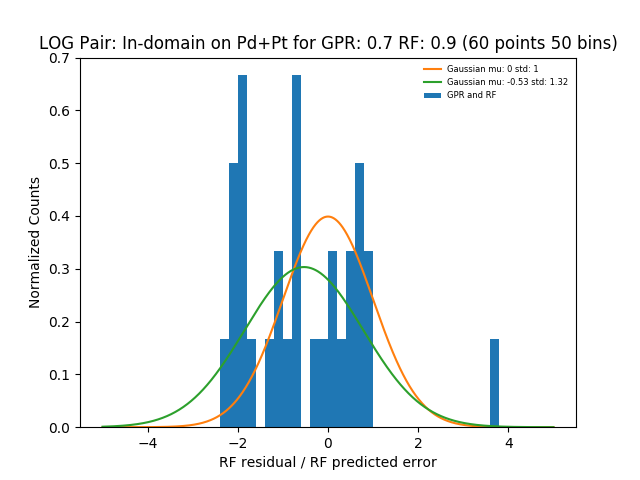 LOG Pair: In-domain on Pd+Pt for GPR: 0.7 RF: 0.9 (60 points 50 bins)
Gaussian mu: 0 std: 1
Gaussian mu: -0.53 std: 1.32
GPR and RF
Normalized Counts
0.7
0.6
0.5
0.4
0.3
0.2
0.1
0.0
−4 −2 0 2 4
RF residual / RF predicted error